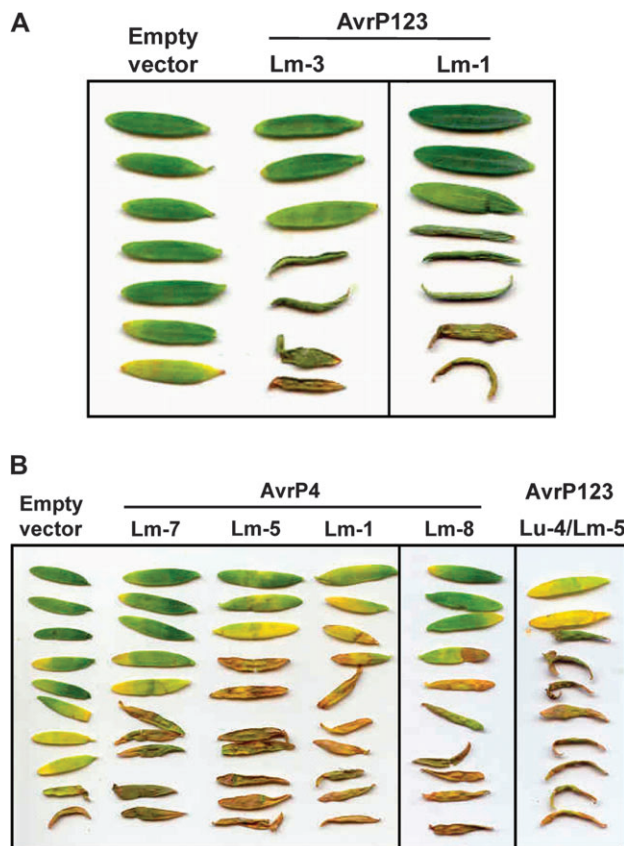 A
Empty
vector
AvrP123
Lm-3
Lm-1
B
Empty
vector
AvrP4
Lm-7
Lm-5
Lm-1
Lm-8
AvrP123
Lu-4/Lm-5